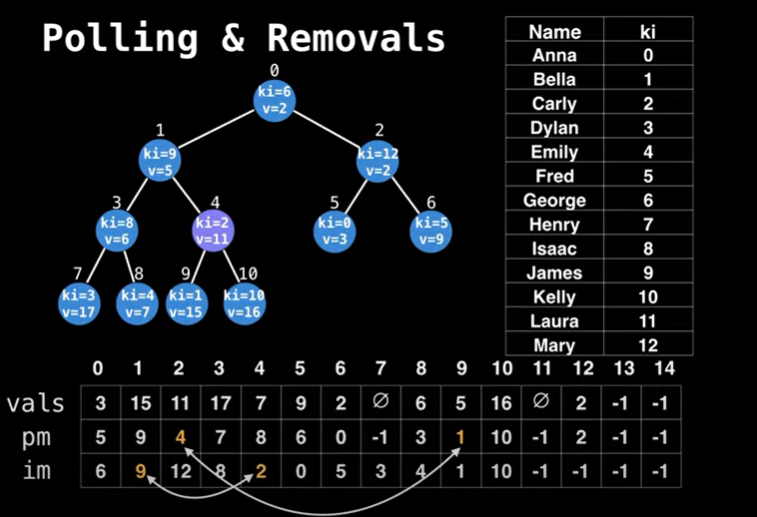 Polling & Removals
Name ki
Anna 0
Bella 1
Carly 2
Dylan 3
Emily 4
Fred 5
George 6
Henry 7
Isaac 8
James 9
Kelly 10
Laura 11
Mary 12
0
ki=6
v=2
1 2
ki=9 ki=12
v=5 v=2
3 4 5 6
ki=8 ki=2 ki=0 ki=5
v=6 v=11 v=3 v=9
7 8 9 10
ki=3 ki=4 ki=1 ki=10
v=17 v=7 v=15 v=16
0 1 2 3 4 5 6 7 8 9 10 11 12 13 14
vals 3 15 11 17 7 9 2 ∅ 6 5 16 ∅ 2 -1 -1
pm 5 9 4 7 8 6 0 -1 3 1 10 -1 2 -1 -1
im 6 9 12 8 2 0 5 3 4 1 10 -1 -1 -1 -1